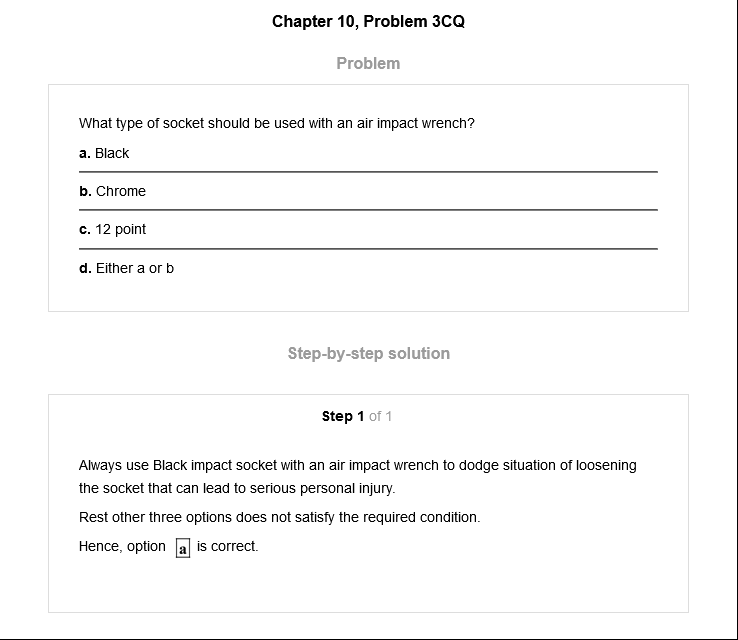 Chapter 10, Problem 3CQ
Problem
What type of socket should be used with an air impact wrench?
a. Black
b. Chrome
c. 12 point
d. Either a or b
Step-by-step solution
Step 1 of 1
Always use Black impact socket with an air impact wrench to dodge situation of loosening
the socket that can lead to serious personal injury.
Rest other three options does not satisfy the required condition.
Hence, option a is correct.